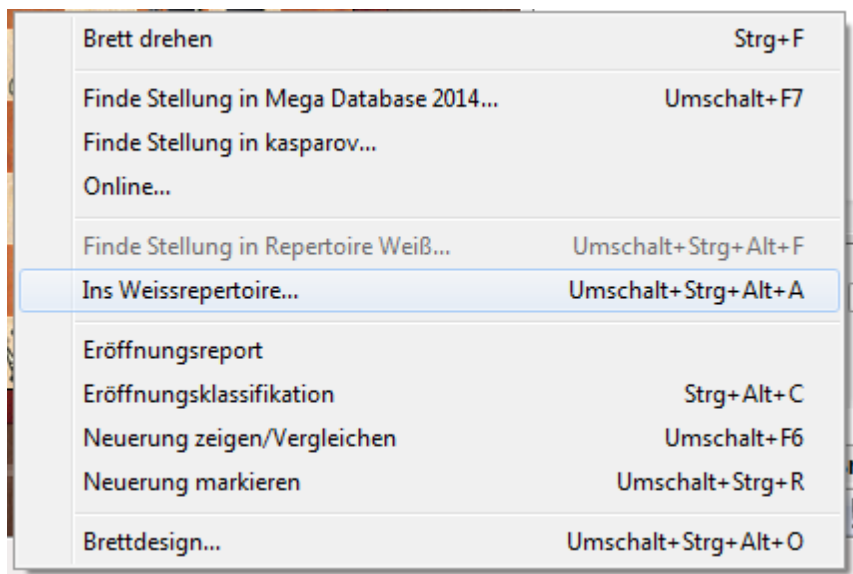 Brett drehen Strg+F
Finde Stellung in Mega Database 2014... Umschalt+F7
Finde Stellung in kasparov...
Online...
Finde Stellung in Repertoire Weiß... Umschalt+Strg+Alt+F
Ins Weissrepertoire... Umschalt+Strg+Alt+A
Eröffnungsreport
Eröffnungsklassifikation Strg+Alt+C
Neuerung zeigen/Vergleichen Umschalt+F6
Neuerung markieren Umschalt+Strg+R
Brettdesign... Umschalt+Strg+Alt+O